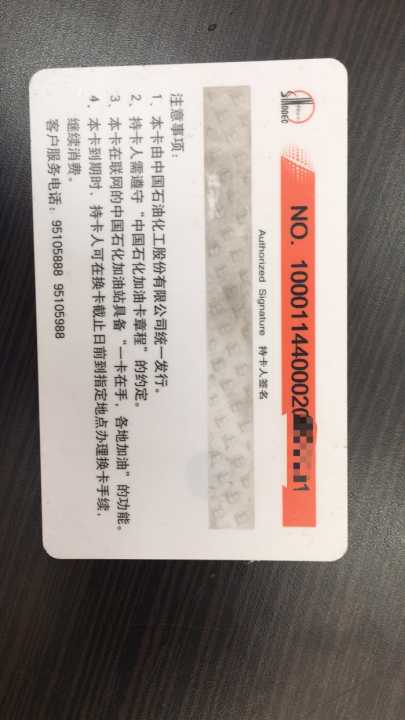 SINOPEC
NO. 1000114400020 1
Authorized Signature 持卡人签名
注意事项：
1、本卡由中国石油化工股份有限公司统一发行。
2、持卡人需遵守“中国石化加油卡章程”的约定。
3、本卡在联网的中国石化加油站具备“一卡在手，各地加油”的功能。
4、本卡到期时，持卡人可在换卡截止日前到指定地点办理换卡手续，
继续消费。
客户服务电话：95105888 95105988